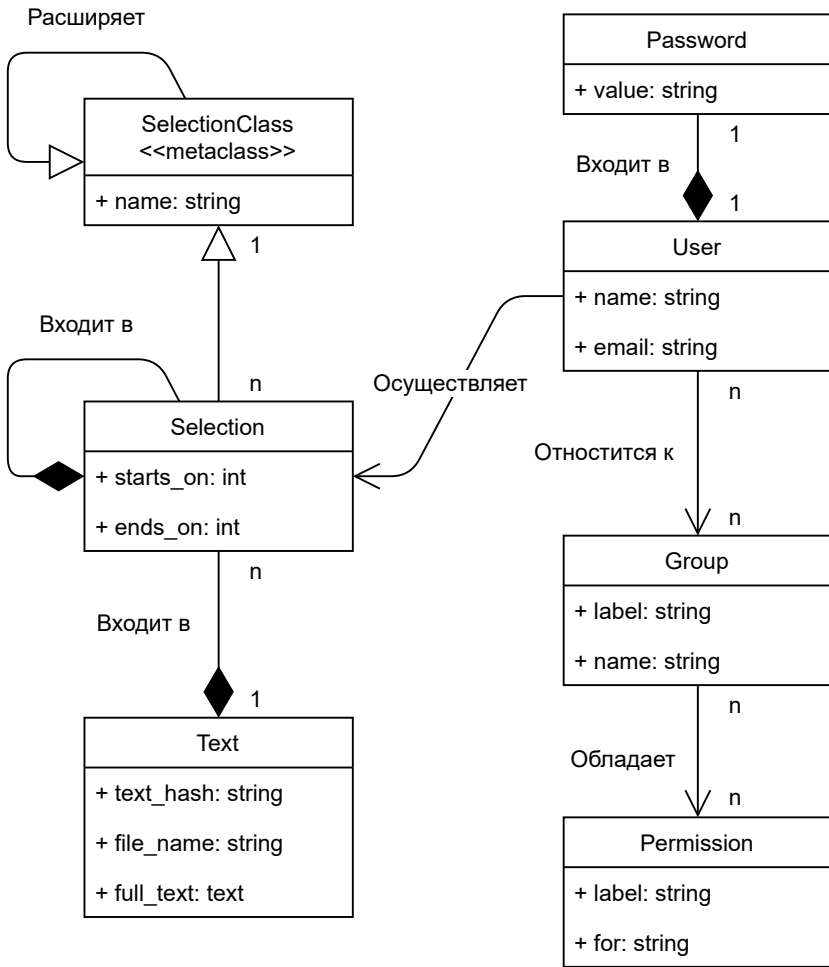 Расширяет
SelectionClass
<<metaclass>>
+ name: string
1
Входит в
n
Selection
+ starts_on: int
+ ends_on: int
n
Входит в
1
Text
+ text_hash: string
+ file_name: string
+ full_text: text
Осуществляет
Password
+ value: string
1
Входит в
1
User
+ name: string
+ email: string
n
Отностится к
n
Group
+ label: string
+ name: string
n
Обладает
n
Permission
+ label: string
+ for: string